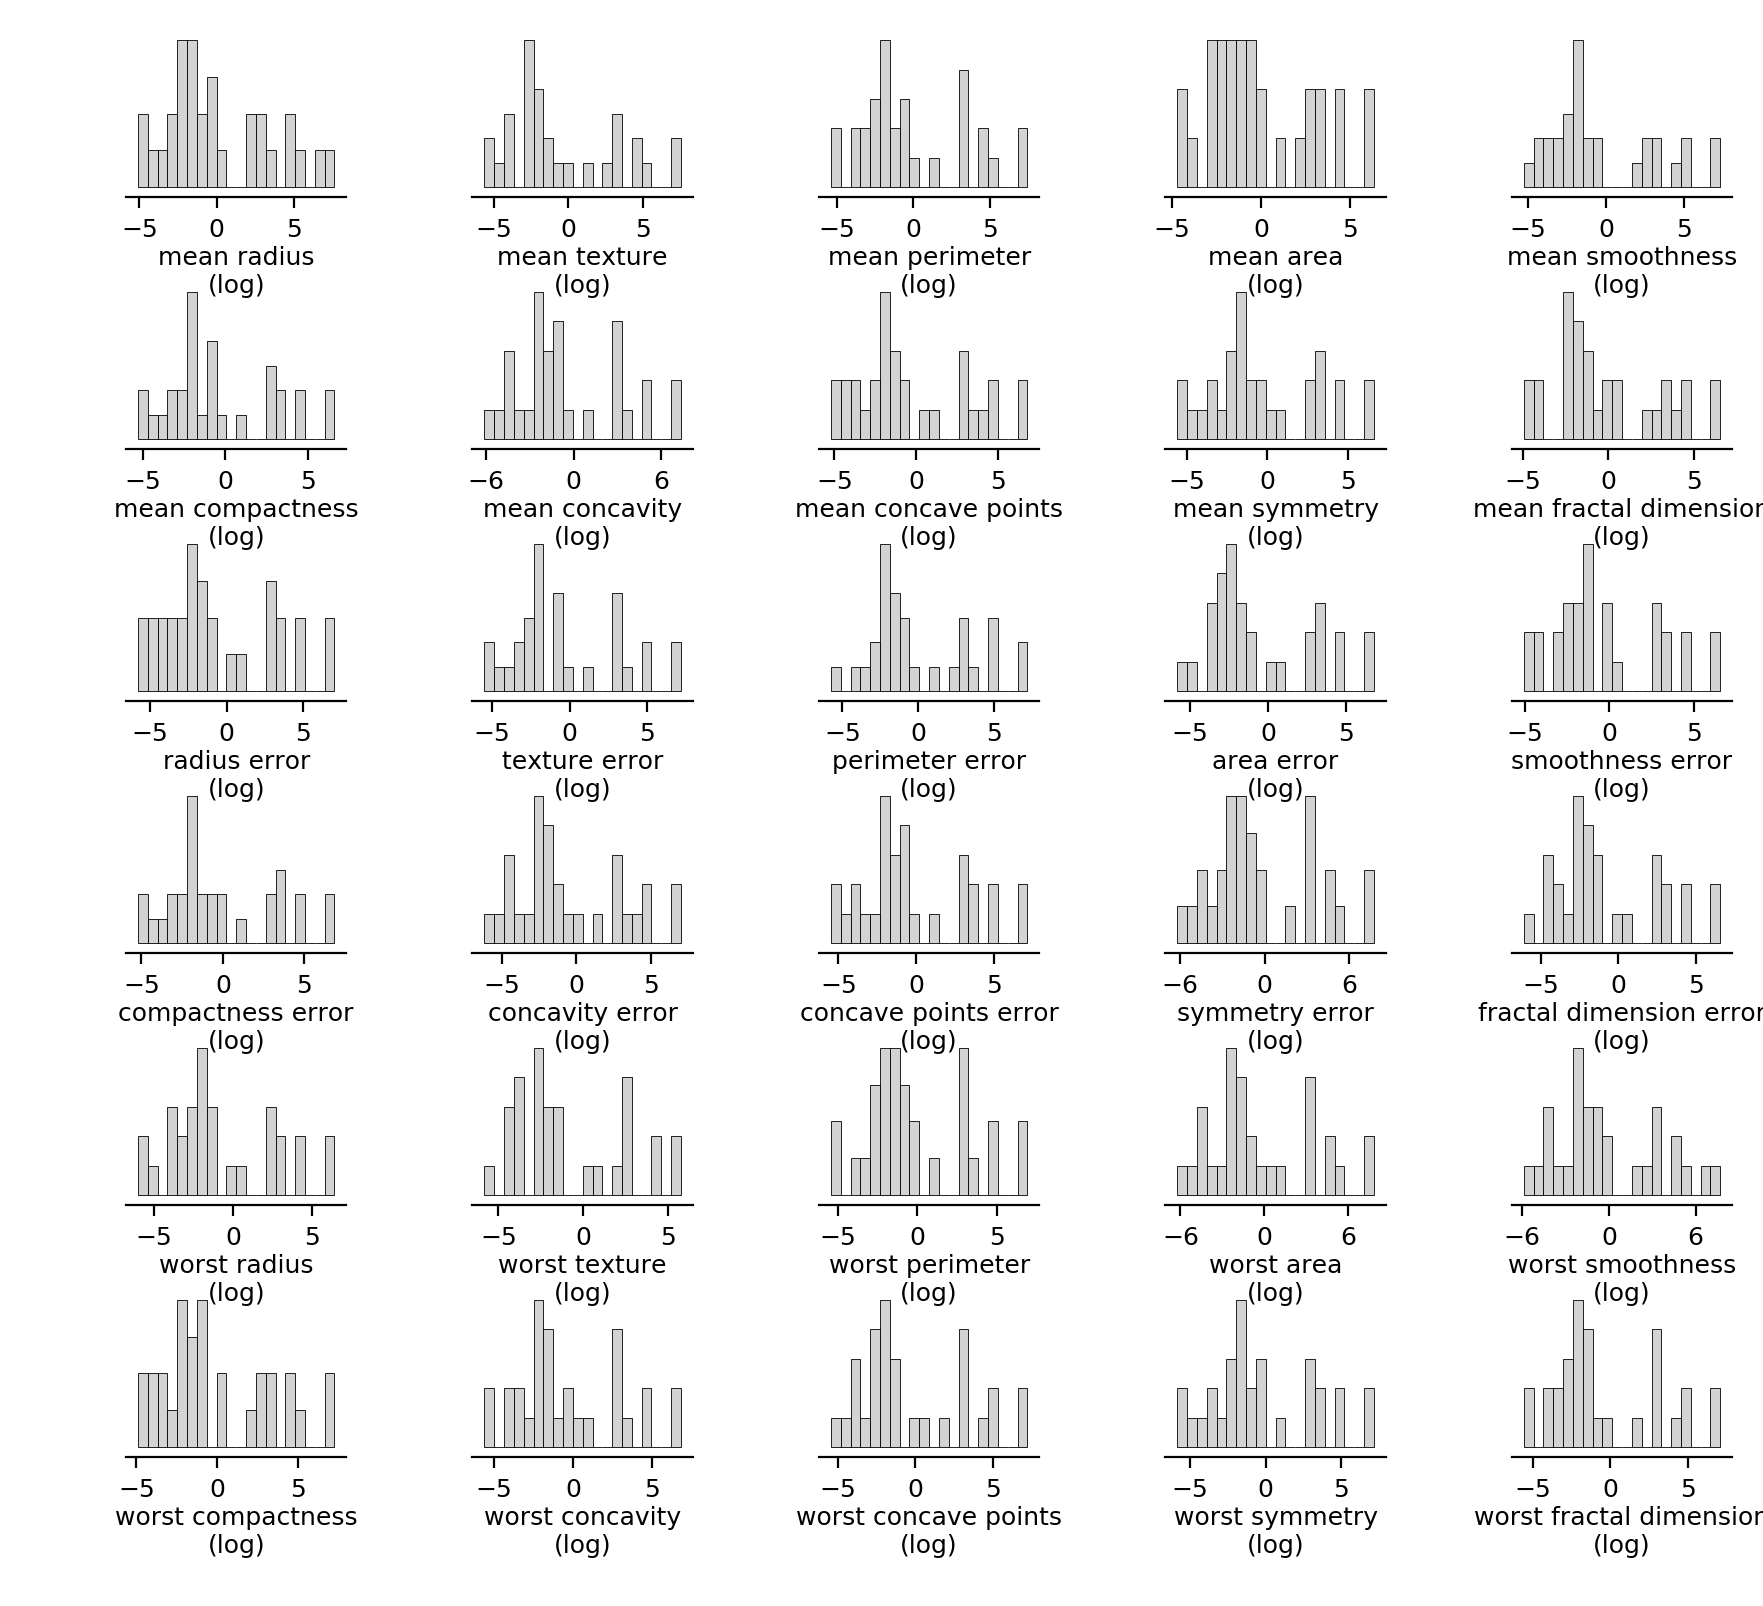 −5 0 5 −5 0 5 −5 0 5 −5 0 5 −5 0 5
mean radius mean texture mean perimeter mean area mean smoothness
(log) (log) (log) (log) (log)
−5 0 5 −6 0 6 −5 0 5 −5 0 5 −5 0 5
mean compactness mean concavity mean concave points mean symmetry mean fractal dimension
(log) (log) (log) (log) (log)
−5 0 5 −5 0 5 −5 0 5 −5 0 5 −5 0 5
radius error texture error perimeter error area error smoothness error
(log) (log) (log) (log) (log)
−5 0 5 −5 0 5 −5 0 5 −6 0 6 −5 0 5
compactness error concavity error concave points error symmetry error fractal dimension error
(log) (log) (log) (log) (log)
−5 0 5 −5 0 5 −5 0 5 −6 0 6 −6 0 6
worst radius worst texture worst perimeter worst area worst smoothness
(log) (log) (log) (log) (log)
−5 0 5 −5 0 5 −5 0 5 −5 0 5 −5 0 5
worst compactness worst concavity worst concave points worst symmetry worst fractal dimension
(log) (log) (log) (log) (log)